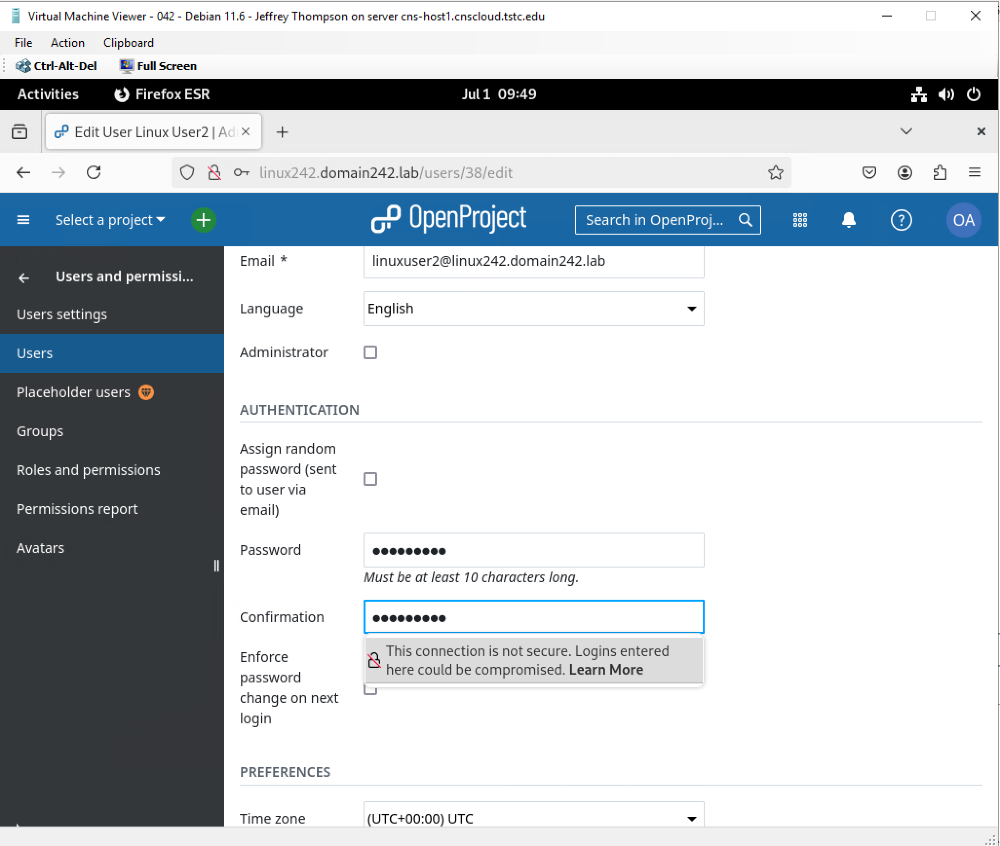 Virtual Machine Viewer - 042 - Debian 11.6 - Jeffrey Thompson on server cns-host1.cnscloud.tstc.edu
File Action Clipboard
Ctrl-Alt-Del Full Screen
Activities Firefox ESR Jul 1 09:49
Edit User Linux User2 | Ad
linux242.domain242.lab/users/38/edit
Select a project OpenProject Search in OpenProj... OA
Users and permissi...
Users settings
Users
Placeholder users
Groups
Roles and permissions
Permissions report
Avatars
Email * linuxuser2@linux242.domain242.lab
Language English
Administrator
AUTHENTICATION
Assign random
password (sent
to user via
email)
Password ●●●●●●●●●
Must be at least 10 characters long.
Confirmation ●●●●●●●●●
This connection is not secure. Logins entered
here could be compromised. Learn More
Enforce
password
change on next
login
PREFERENCES
Time zone (UTC+00:00) UTC